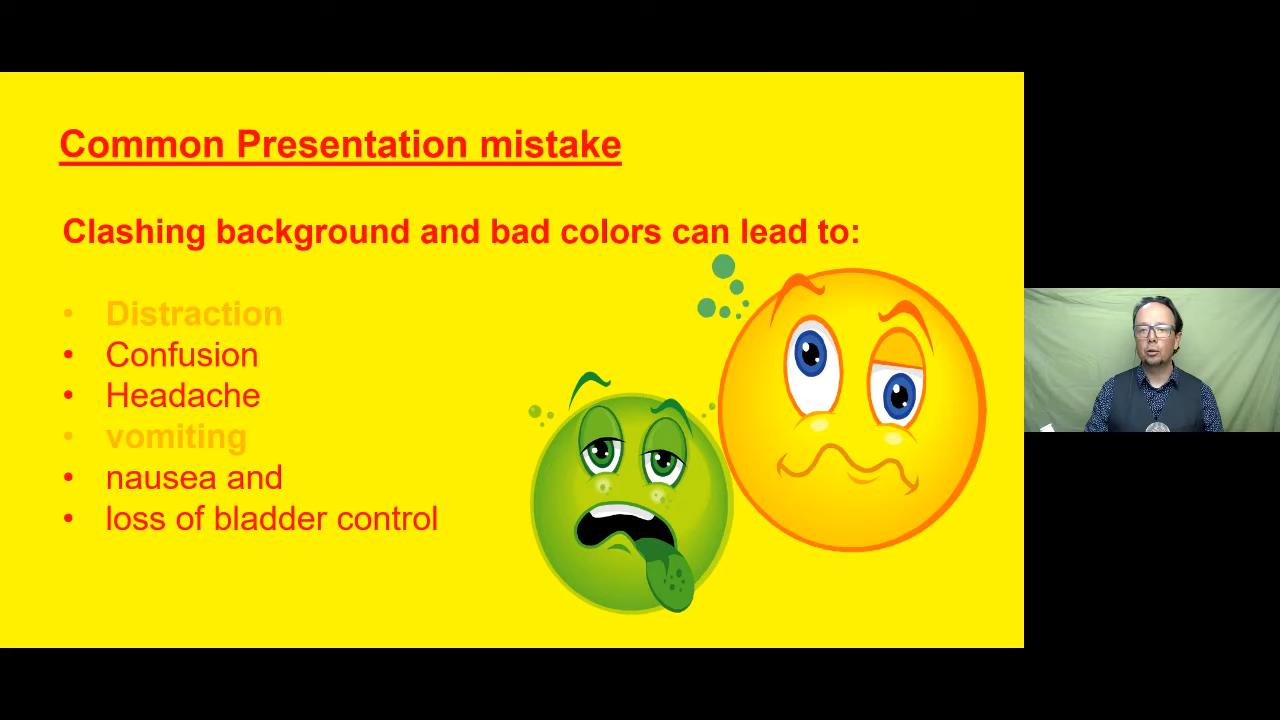 Common Presentation mistake
Clashing background and bad colors can lead to:
• Distraction
• Confusion
• Headache
• vomiting
• nausea and
• loss of bladder control